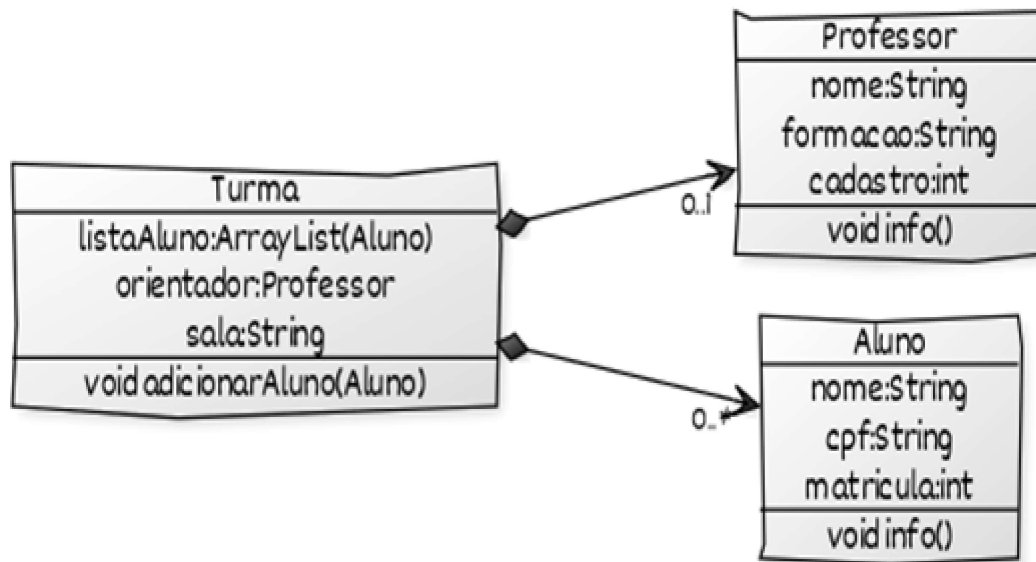 Turma
listaAluno:ArrayList(Aluno)
orientador:Professor
sala:String
void adicionarAluno(Aluno)
0..1
Professor
nome:String
formacao:String
cadastro:int
void info()
0..*
Aluno
nome:String
cpf:String
matricula:int
void info()